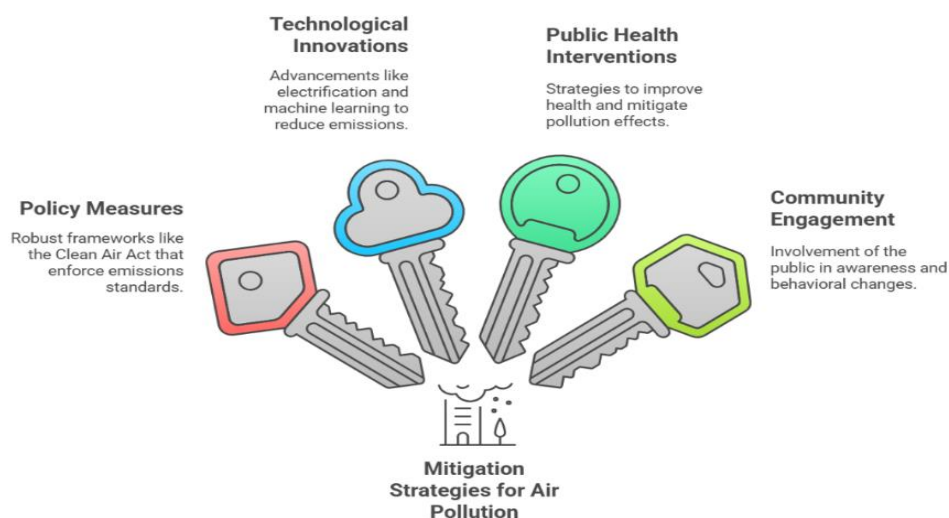 Technological
Innovations
Advancements like
electrification and
machine learning to
reduce emissions.
Public Health
Interventions
Strategies to improve
health and mitigate
pollution effects.
Policy Measures
Robust frameworks like
the Clean Air Act that
enforce emissions
standards.
Community
Engagement
Involvement of the
public in awareness and
behavioral changes.
Mitigation
Strategies for Air
Pollution